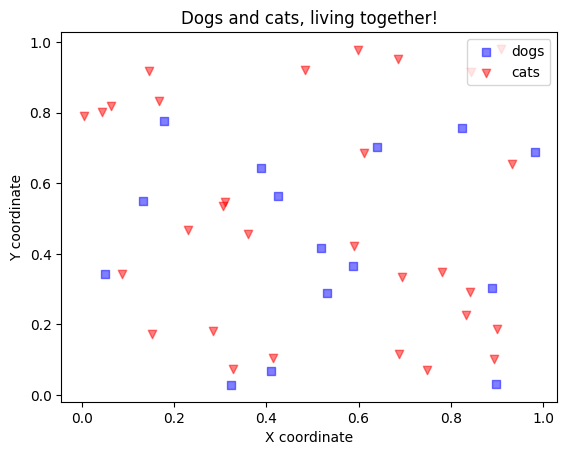 Dogs and cats, living together!
dogs
cats
Y coordinate
1.0
0.8
0.6
0.4
0.2
0.0
0.0 0.2 0.4 0.6 0.8 1.0
X coordinate